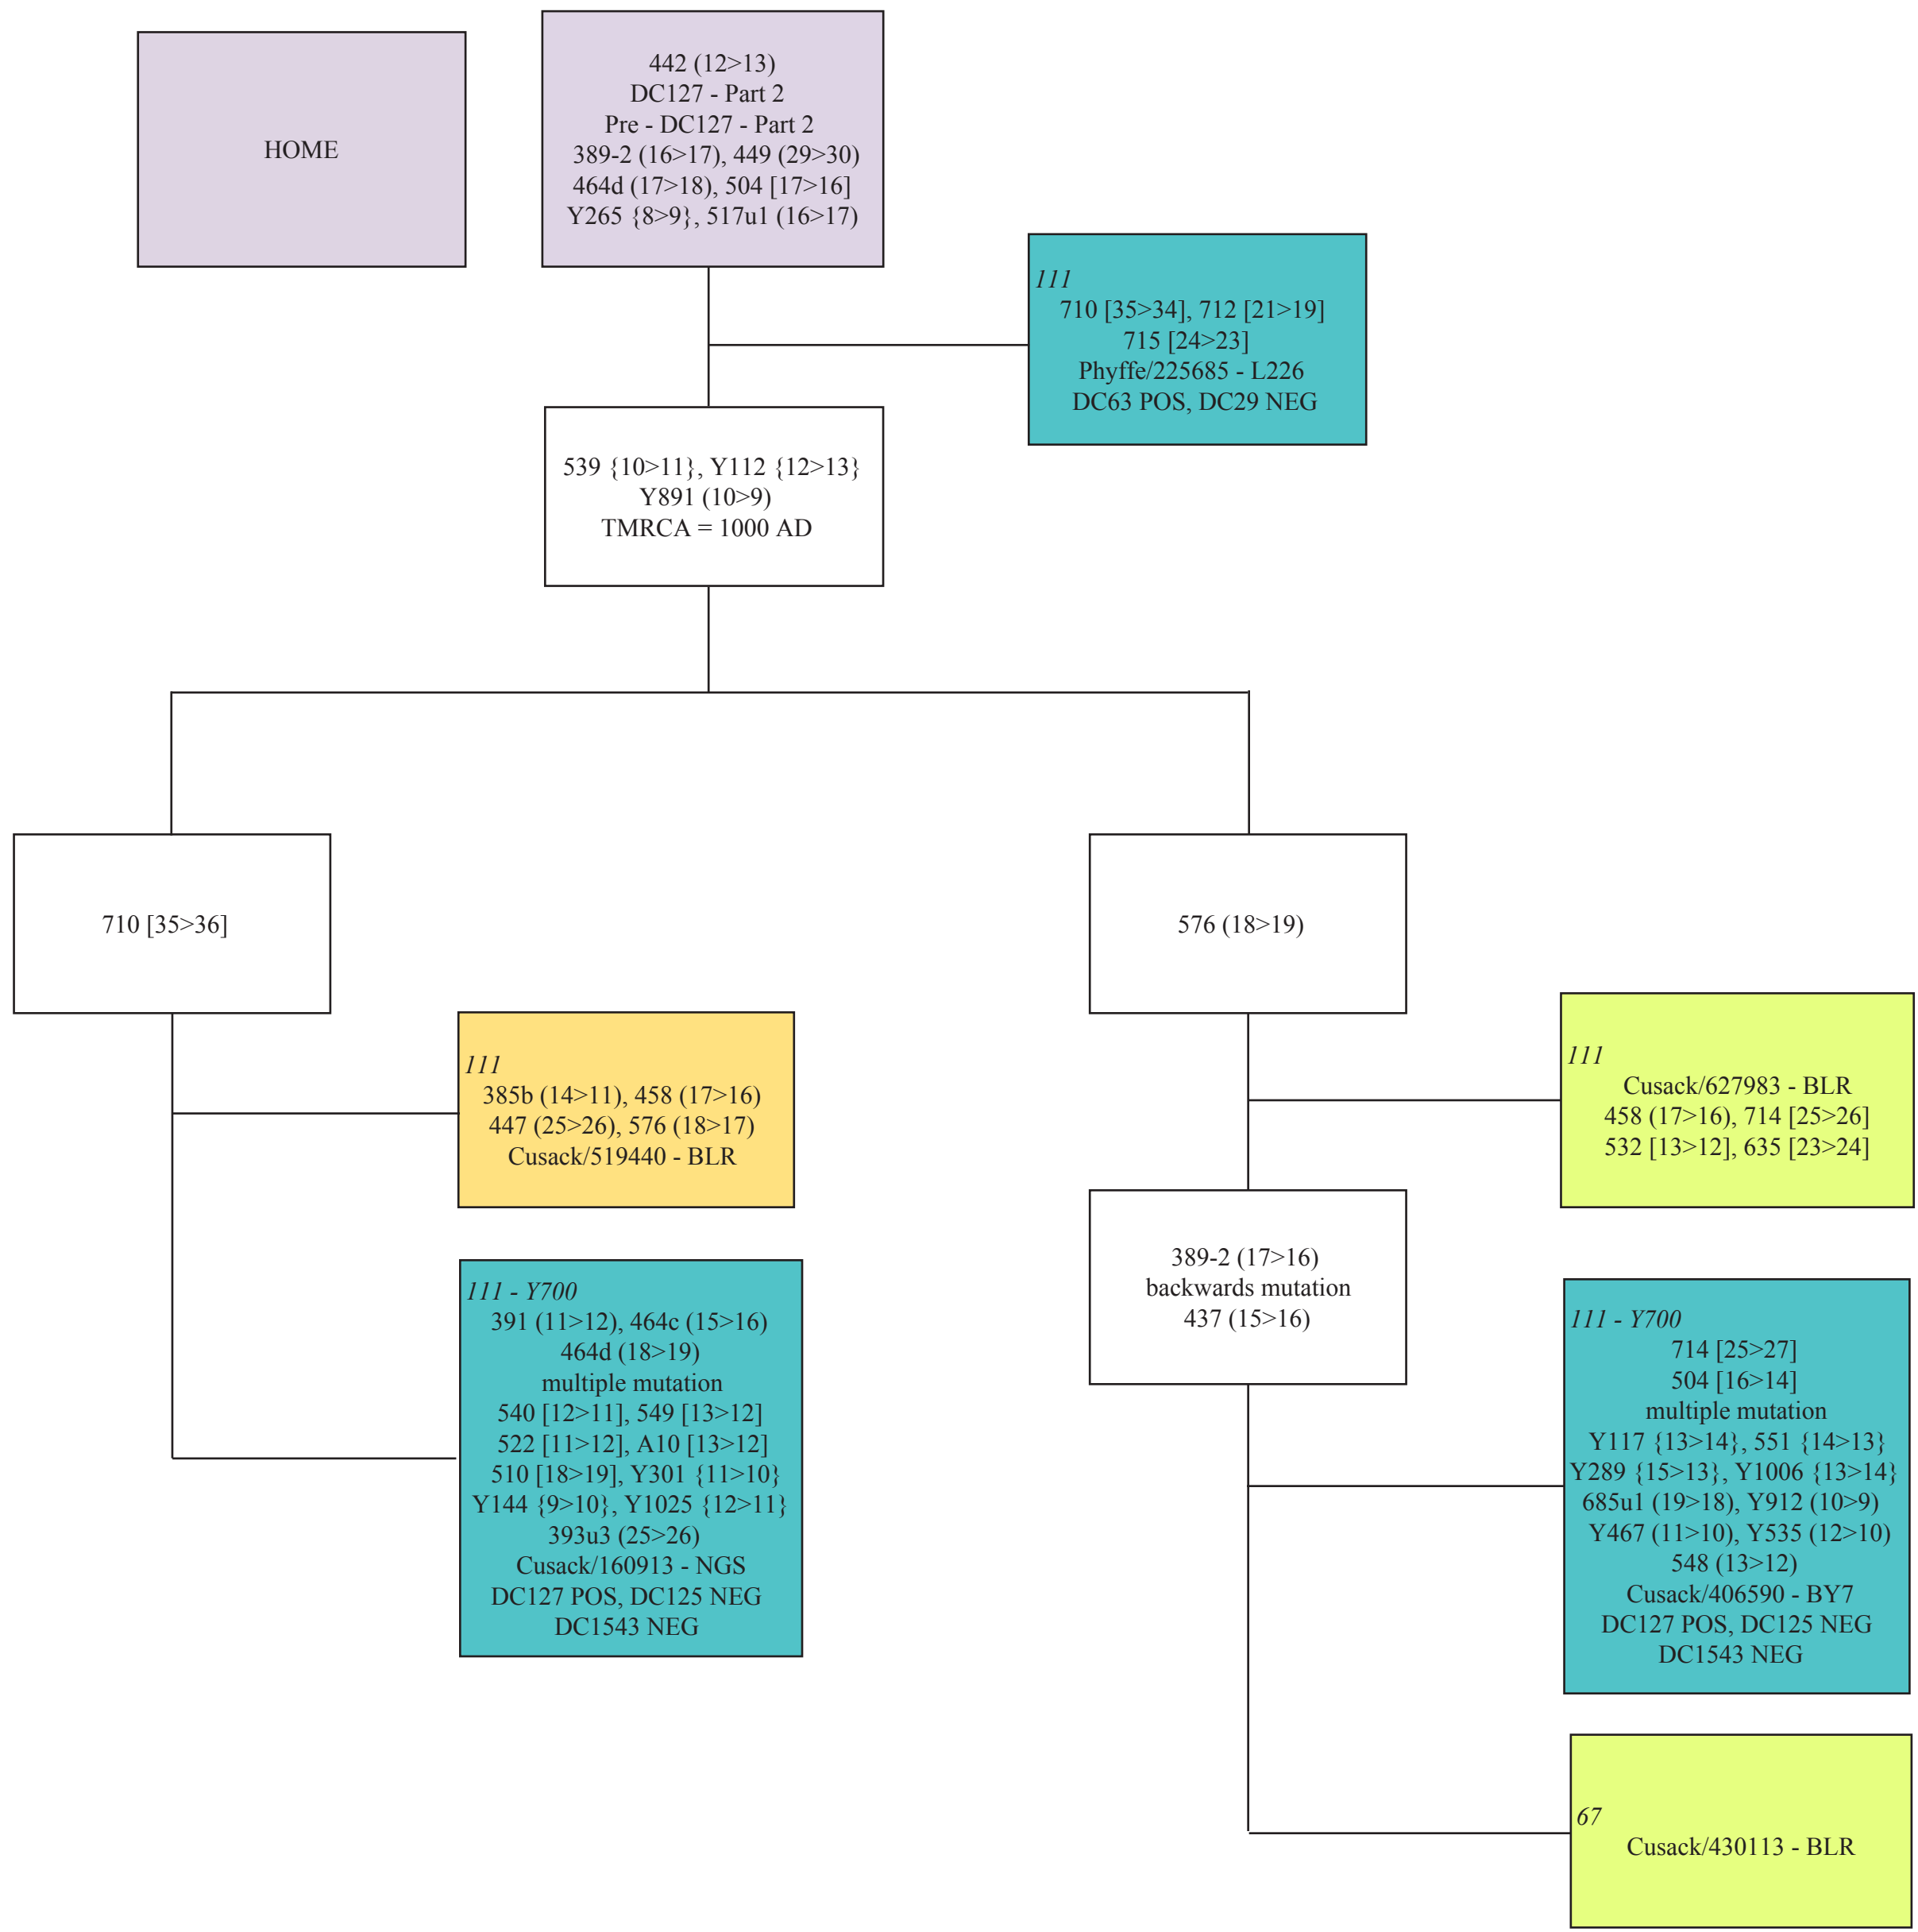 HOME
442 (12>13)
DC127 - Part 2
Pre - DC127 - Part 2
389-2 (16>17), 449 (29>30)
464d (17>18), 504 [17>16]
Y265 {8>9}, 517u1 (16>17)
111
710 [35>34], 712 [21>19]
715 [24>23]
Phyffe/225685 - L226
DC63 POS, DC29 NEG
539 {10>11}, Y112 {12>13}
Y891 (10>9)
TMRCA = 1000 AD
710 [35>36]
576 (18>19)
111
385b (14>11), 458 (17>16)
447 (25>26), 576 (18>17)
Cusack/519440 - BLR
111
Cusack/627983 - BLR
458 (17>16), 714 [25>26]
532 [13>12], 635 [23>24]
389-2 (17>16)
backwards mutation
437 (15>16)
111 - Y700
391 (11>12), 464c (15>16)
464d (18>19)
multiple mutation
540 [12>11], 549 [13>12]
522 [11>12], A10 [13>12]
510 [18>19], Y301 {11>10}
Y144 {9>10}, Y1025 {12>11}
393u3 (25>26)
Cusack/160913 - NGS
DC127 POS, DC125 NEG
DC1543 NEG
111 - Y700
714 [25>27]
504 [16>14]
multiple mutation
Y117 {13>14}, 551 {14>13}
Y289 {15>13}, Y1006 {13>14}
685u1 (19>18), Y912 (10>9)
Y467 (11>10), Y535 (12>10)
548 (13>12)
Cusack/406590 - BY7
DC127 POS, DC125 NEG
DC1543 NEG
67
Cusack/430113 - BLR